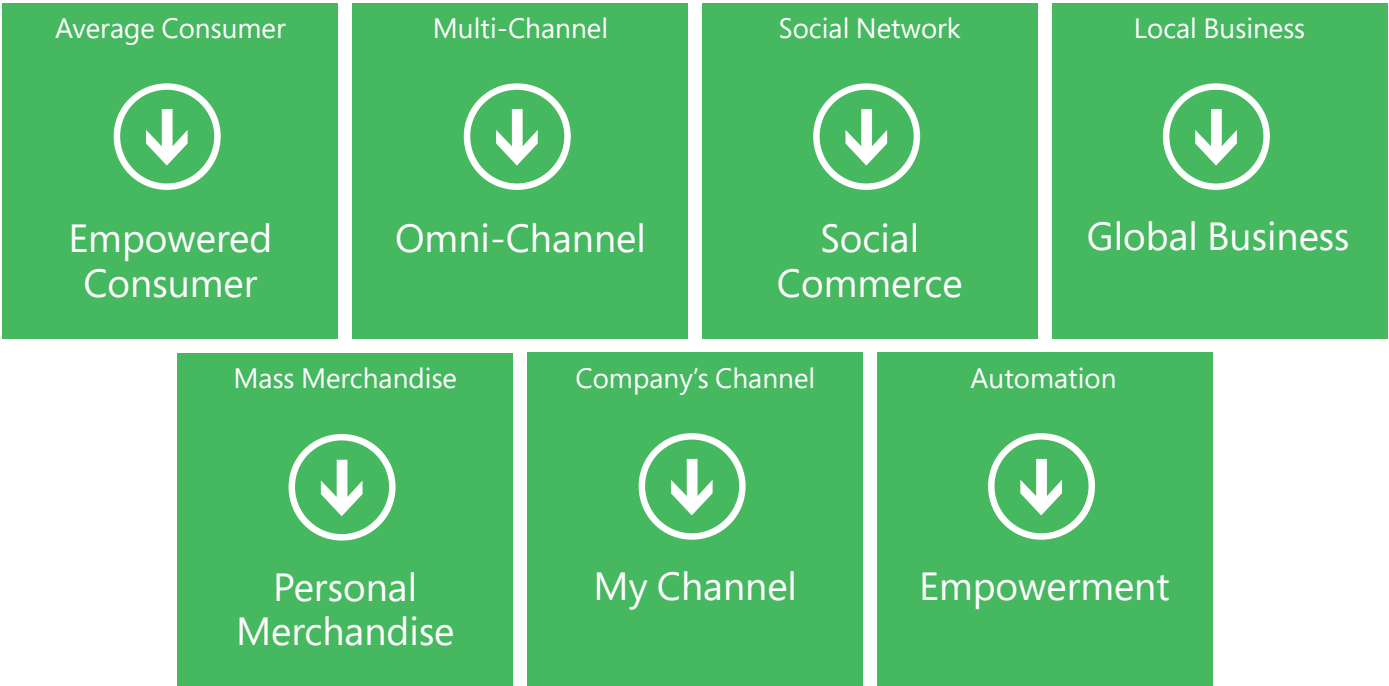 Average Consumer
Empowered
Consumer
Multi-Channel
Omni-Channel
Social Network
Social
Commerce
Local Business
Global Business
Mass Merchandise
Personal
Merchandise
Company’s Channel
My Channel
Automation
Empowerment